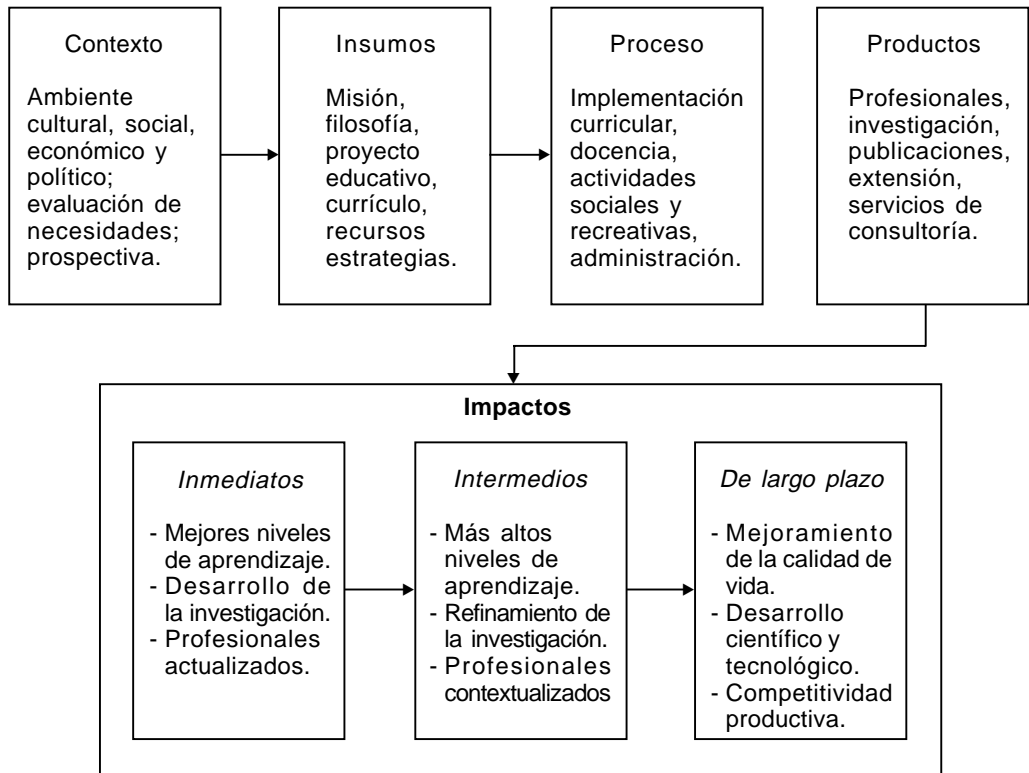 Contexto
Ambiente
cultural, social,
económico y
político;
evaluación de
necesidades;
prospectiva.
Insumos
Misión,
filosofía,
proyecto
educativo,
currículo,
recursos
estrategias.
Proceso
Implementación
curricular,
docencia,
actividades
sociales y
recreativas,
administración.
Productos
Profesionales,
investigación,
publicaciones,
extensión,
servicios de
consultoría.
Impactos
Inmediatos
- Mejores niveles
de aprendizaje.
- Desarrollo de
la investigación.
- Profesionales
actualizados.
Intermedios
- Más altos
niveles de
aprendizaje.
- Refinamiento de
la investigación.
- Profesionales
contextualizados
De largo plazo
- Mejoramiento
de la calidad de
vida.
- Desarrollo
científico y
tecnológico.
- Competitividad
productiva.